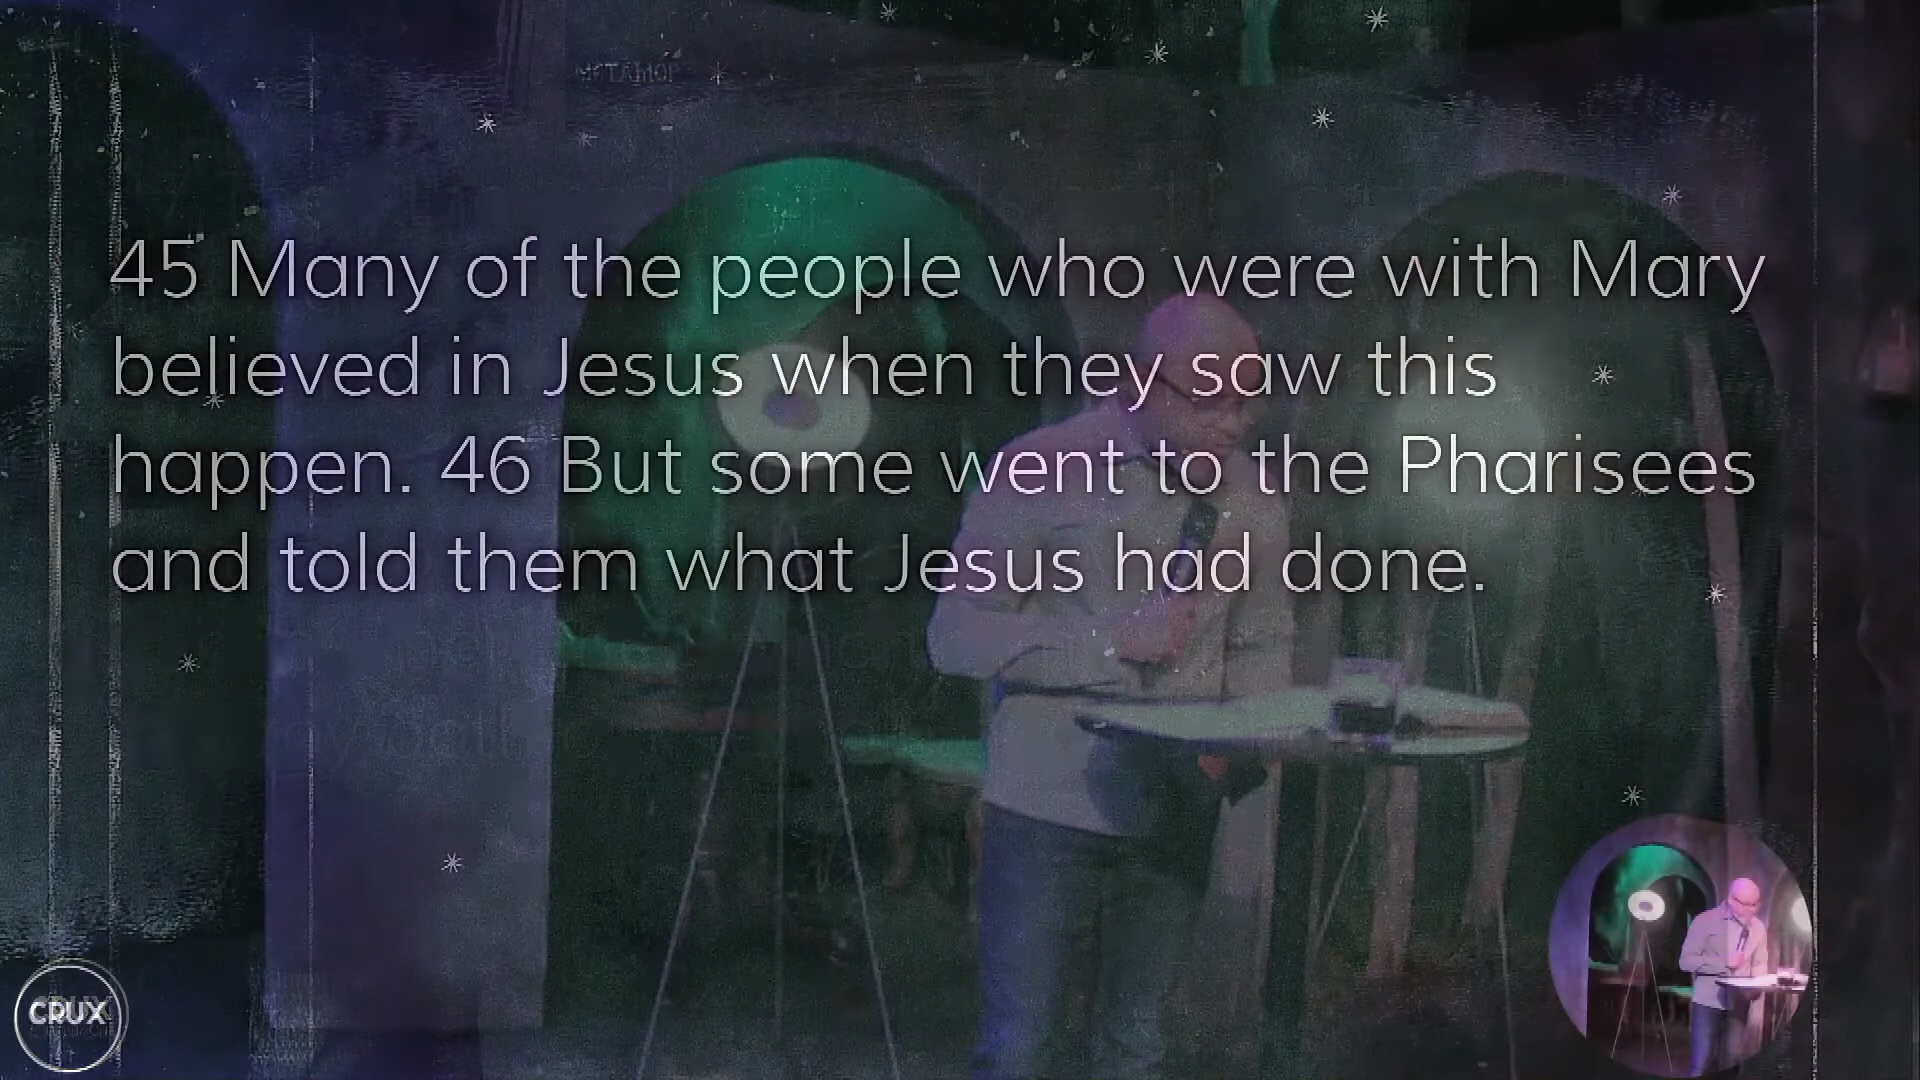 45 Many of the people who were with Mary
believed in Jesus when they saw this
happen. 46 But some went to the Pharisees
and told them what Jesus had done.
CRUX